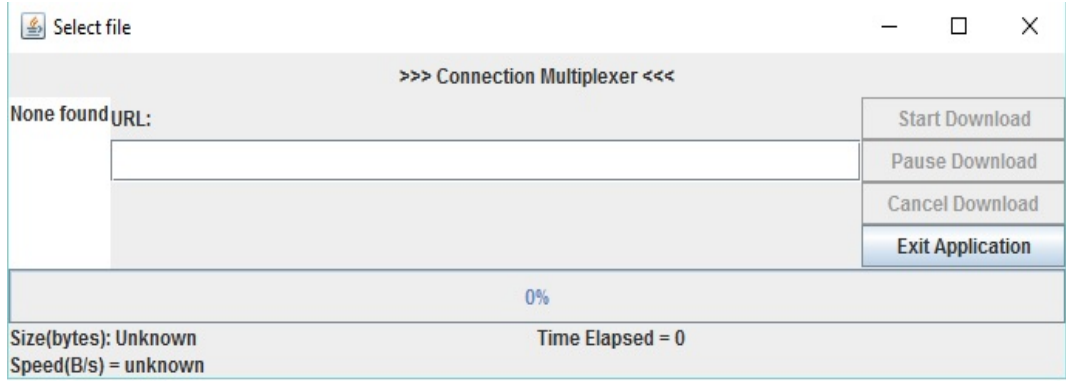 Select file
>>> Connection Multiplexer <<<
None found
URL:
Start Download
Pause Download
Cancel Download
Exit Application
0%
Size(bytes): Unknown
Time Elapsed = 0
Speed(B/s) = unknown